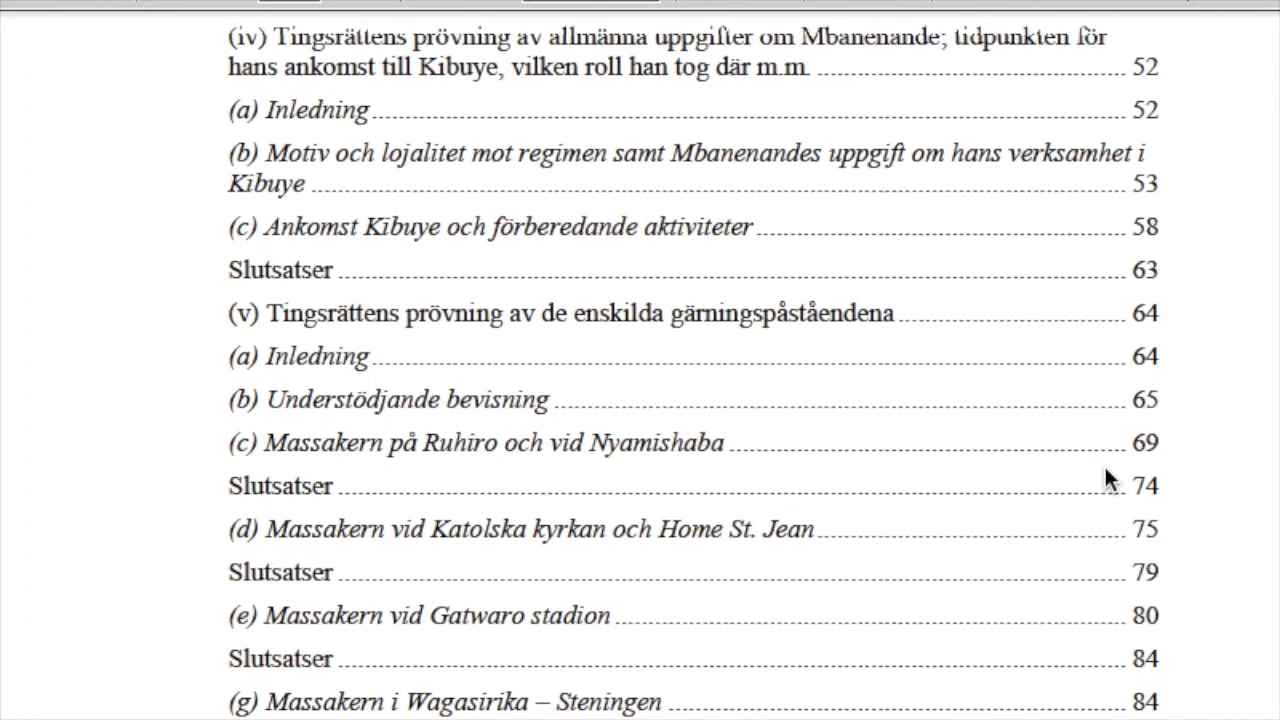 (iv) Tingsrättens prövning av allmänna uppgifter om Mbanenande; tidpunkten för
hans ankomst till Kibuye, vilken roll han tog där m.m. 52
(a) Inledning 52
(b) Motiv och lojalitet mot regimen samt Mbanenandes uppgift om hans verksamhet i
Kibuye 53
(c) Ankomst Kibuye och förberedande aktiviteter 58
Slutsatser 63
(v) Tingsrättens prövning av de enskilda gärningspåståendena 64
(a) Inledning 64
(b) Understödjande bevisning 65
(c) Massakern på Ruhiro och vid Nyamishaba 69
Slutsatser 74
(d) Massakern vid Katolska kyrkan och Home St. Jean 75
Slutsatser 79
(e) Massakern vid Gatwaro stadion 80
Slutsatser 84
(g) Massakern i Wagasirika – Steningen 84